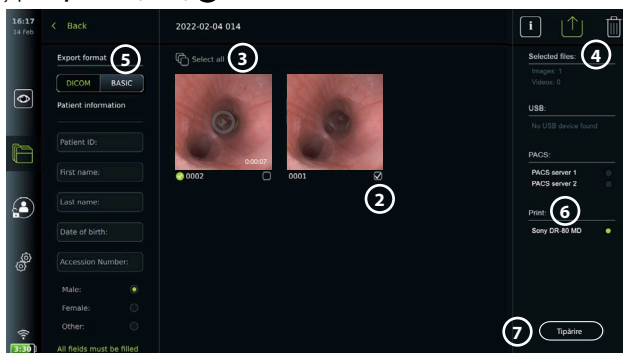 16:17
14 Feb
Back
2022-02-04 014
i
Export format
5
DICOM BASIC
Patient information
Patient ID:
First name:
Last name:
Date of birth:
Accession Number:
Male:
Female:
Other:
All fields must be filled
3:30
Select all
3
0:00:07
0002
0001
2
Selected files:
4
Images: 1
Videos: 0
USB:
No USB device found
PACS:
PACS server 1
PACS server 2
Print:
6
Sony DR-80 MD
7
Tipărire